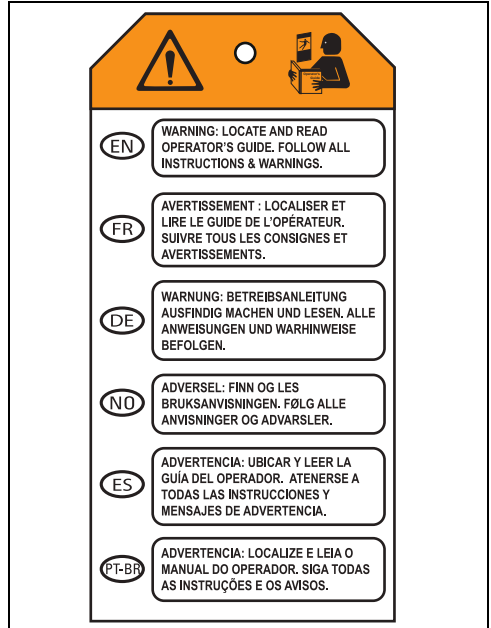 Operator's
Guide
EN
WARNING: LOCATE AND READ
OPERATOR'S GUIDE. FOLLOW ALL
INSTRUCTIONS & WARNINGS.
FR
AVERTISSEMENT : LOCALISER ET
LIRE LE GUIDE DE L'OPÉRATEUR.
SUIVRE TOUS LES CONSIGNES ET
AVERTISSEMENTS.
DE
WARNUNG: BETREIBSANLEITUNG
AUSFINDIG MACHEN UND LESEN. ALLE
ANWEISUNGEN UND WARHINWEISE
BEFOLGEN.
NO
ADVERSEL: FINN OG LES
BRUKSANVISNINGEN. FØLG ALLE
ANVISNINGER OG ADVARSLER.
ES
ADVERTENCIA: UBICAR Y LEER LA
GUÍA DEL OPERADOR. ATENERSE A
TODAS LAS INSTRUCCIONES Y
MENSAJES DE ADVERTENCIA.
PT-BR
ADVERTENCIA: LOCALIZE E LEIA O
MANUAL DO OPERADOR. SIGA TODAS
AS INSTRUÇÕES E OS AVISOS.